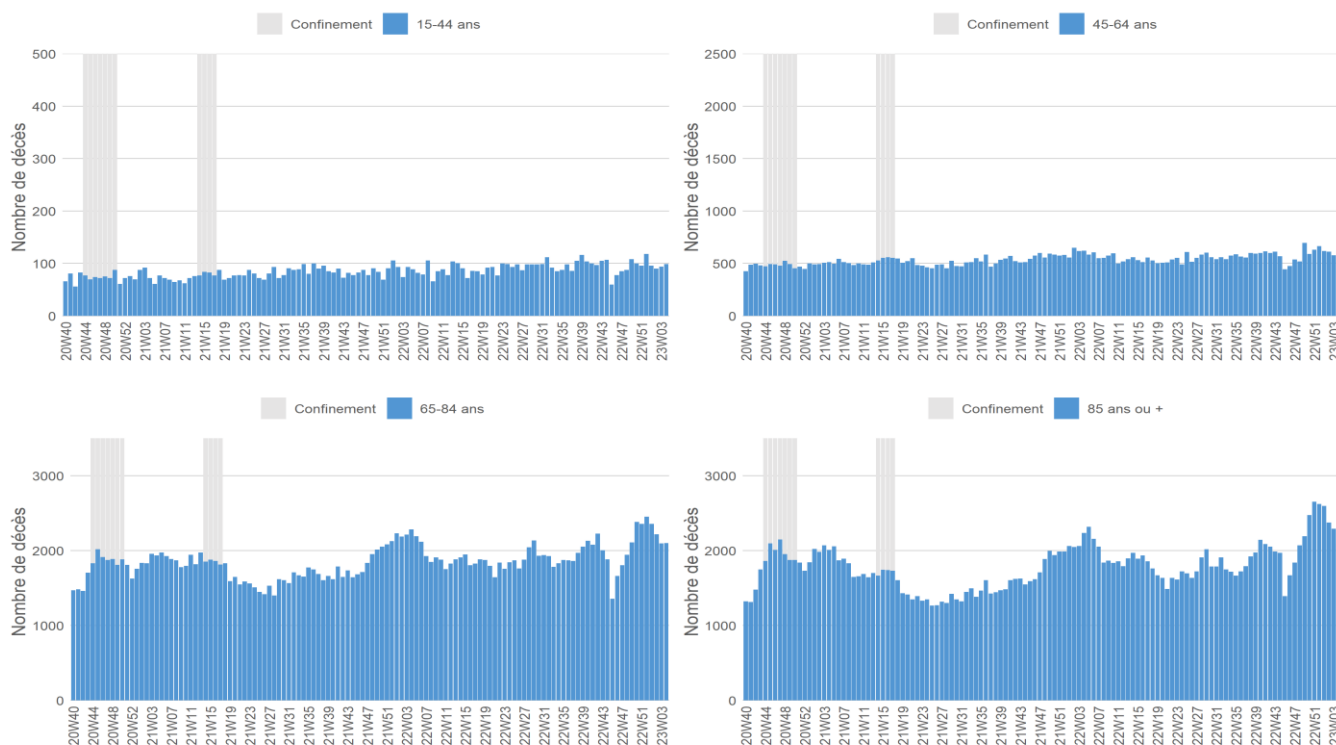 Confinement 15-44 ans
Nombre de décès
500
400
300
200
100
0
20W40 20W44 20W48 20W52 21W03 21W07 21W11 21W15 21W19 21W23 21W27 21W31 21W35 21W39 21W43 21W47 21W51 22W03 22W07 22W11 22W15 22W19 22W23 22W27 22W31 22W35 22W39 22W43 22W47 22W51 23W03
Confinement 45-64 ans
Nombre de décès
2500
2000
1500
1000
500
0
20W40 20W44 20W48 20W52 21W03 21W07 21W11 21W15 21W19 21W23 21W27 21W31 21W35 21W39 21W43 21W47 21W51 22W03 22W07 22W11 22W15 22W19 22W23 22W27 22W31 22W35 22W39 22W43 22W47 22W51 23W03
Confinement 65-84 ans
Nombre de décès
3000
2000
1000
0
20W40 20W44 20W48 20W52 21W03 21W07 21W11 21W15 21W19 21W23 21W27 21W31 21W35 21W39 21W43 21W47 21W51 22W03 22W07 22W11 22W15 22W19 22W23 22W27 22W31 22W35 22W39 22W43 22W47 22W51 23W03
Confinement 85 ans ou +
Nombre de décès
3000
2000
1000
0
20W40 20W44 20W48 20W52 21W03 21W07 21W11 21W15 21W19 21W23 21W27 21W31 21W35 21W39 21W43 21W47 21W51 22W03 22W07 22W11 22W15 22W19 22W23 22W27 22W31 22W35 22W39 22W43 22W47 22W51 23W03